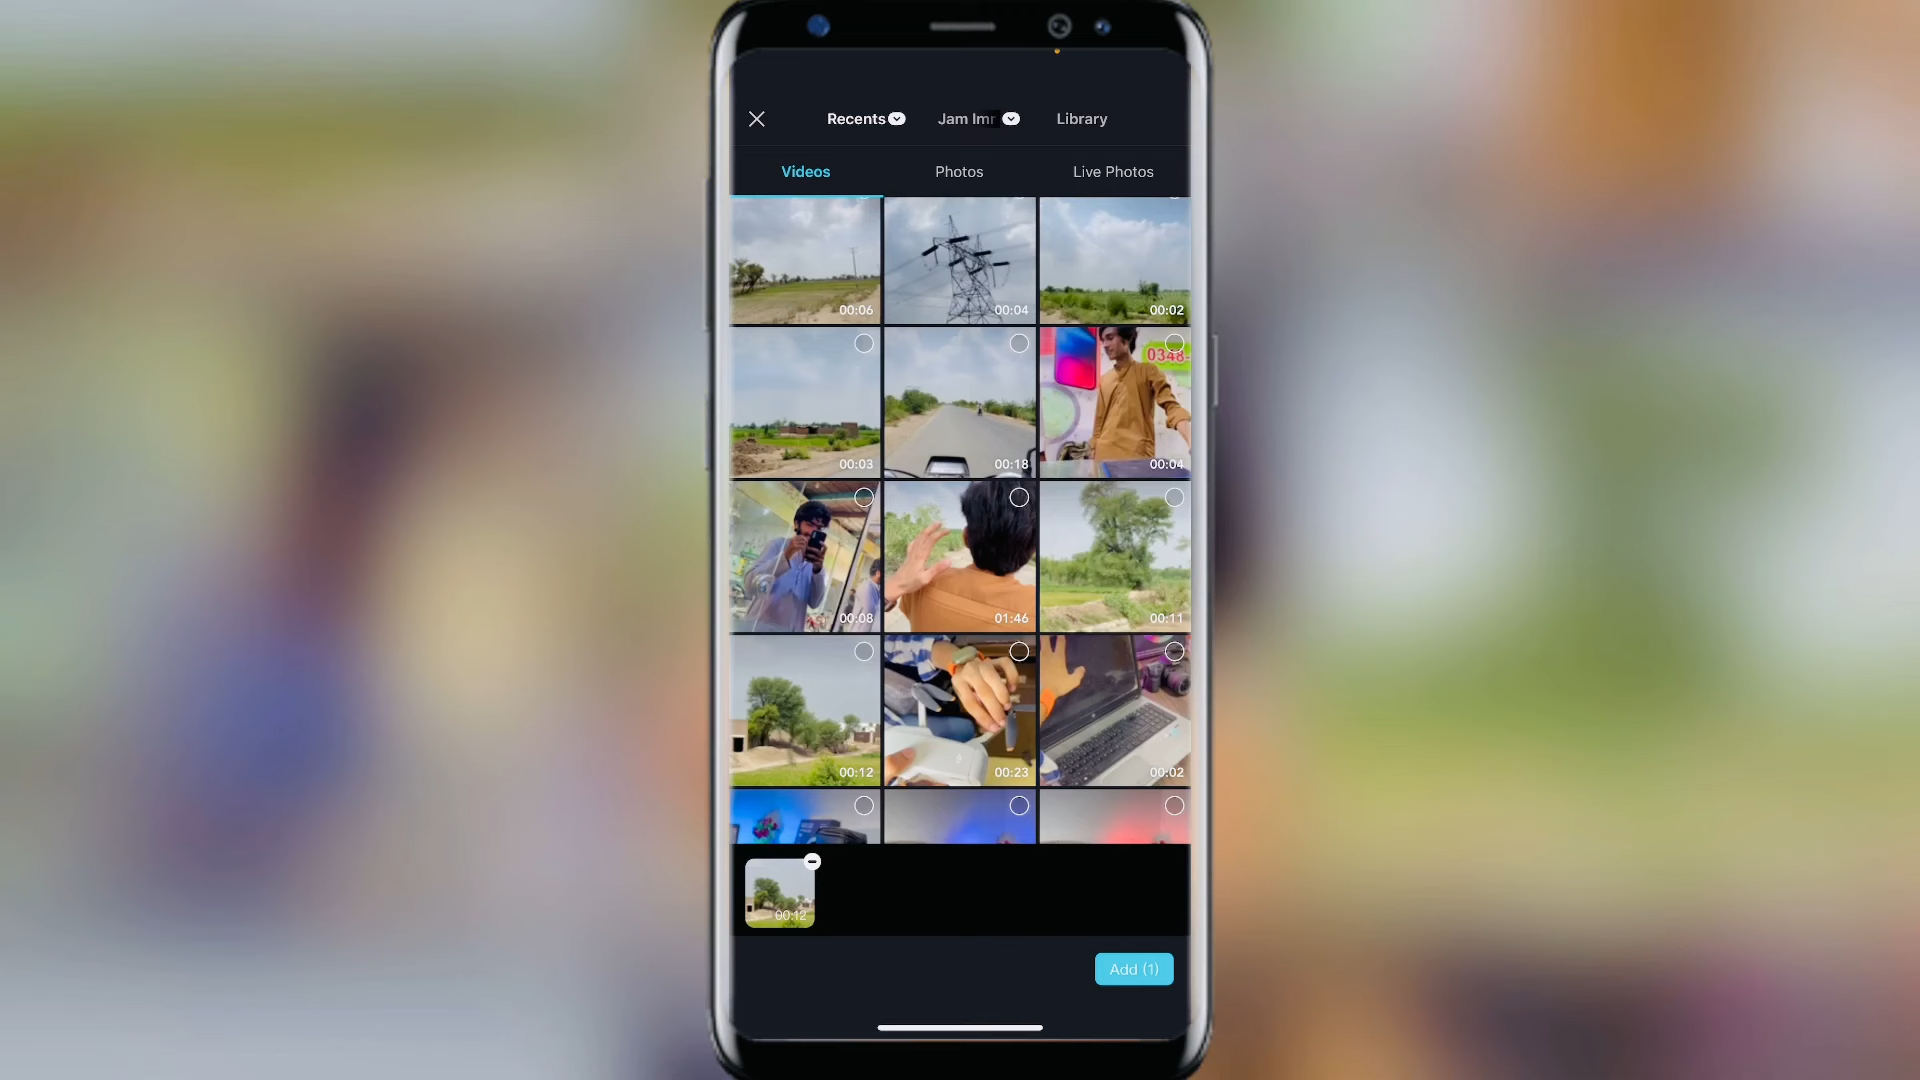 Recents Jam Imr Library
Videos Photos Live Photos
00:06 00:04 00:02
0348-
00:03 00:18 00:04
00:08 01:46 00:11
00:12 00:23 00:02
00:12
Add (1)